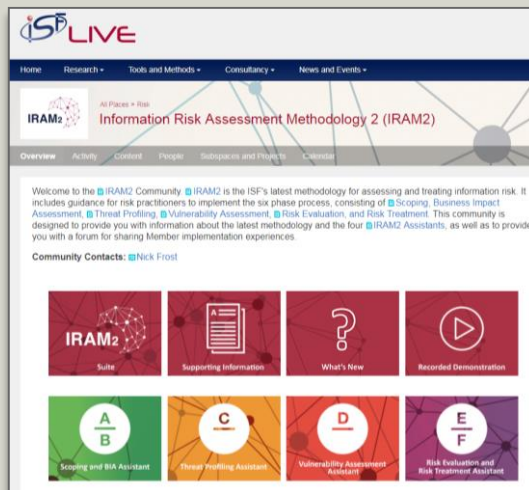 iSF LIVE
Home Research Tools and Methods Consultancy News and Events
All Places > Risk
IRAM2
Information Risk Assessment Methodology 2 (IRAM2)
Overview Activity Content People Subspaces and Projects Calendar
Welcome to the IRAM2 Community IRAM2 is the ISF's latest methodology for assessing and treating information risk. It
includes guidance for risk practitioners to implement the six phase process, consisting of Scoping, Business Impact
Assessment, Threat Profiling, Vulnerability Assessment, Risk Evaluation, and Risk Treatment. This community is
designed to provide you with information about the latest methodology and the four IRAM2 Assistants, as well as to provide
you with a forum for sharing Member implementation experiences.
Community Contacts: Nick Frost
IRAM2
Suite
A
Supporting Information
?
What's New
Recorded Demonstration
A
B
Scoping and BIA Assistant
C
Threat Profiling Assistant
D
Vulnerability Assessment
Assistant
E
F
Risk Evaluation and
Risk Treatment Assistant